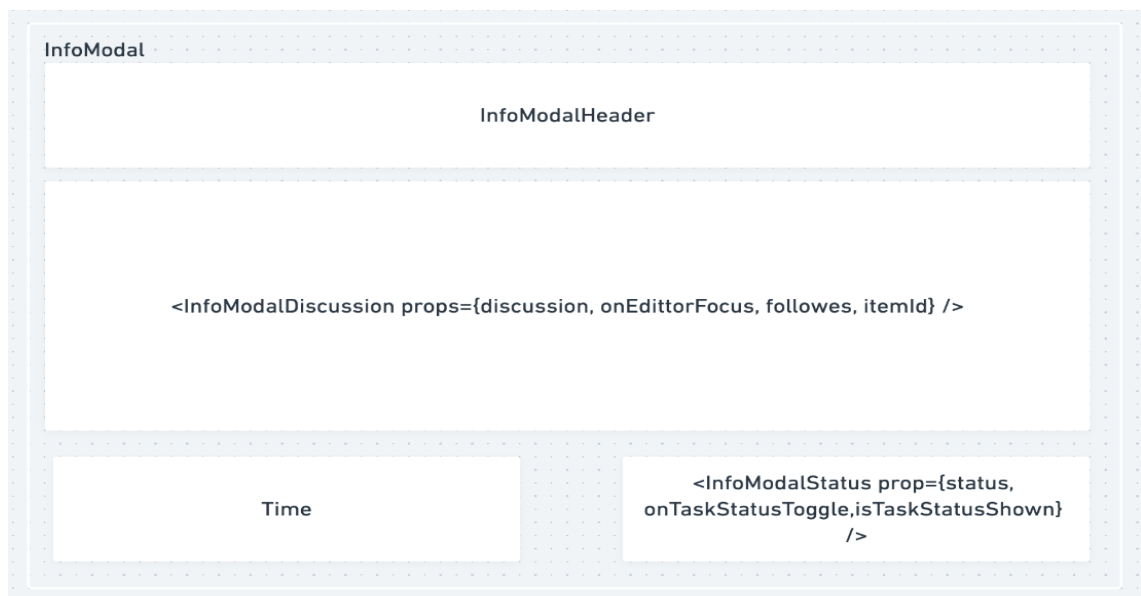 InfoModal
InfoModalHeader
<InfoModalDiscussion props={discussion, onEdittorFocus, followes, itemId} />
Time
<InfoModalStatus prop={status,
onTaskStatusToggle,isTaskStatusShown}
/>